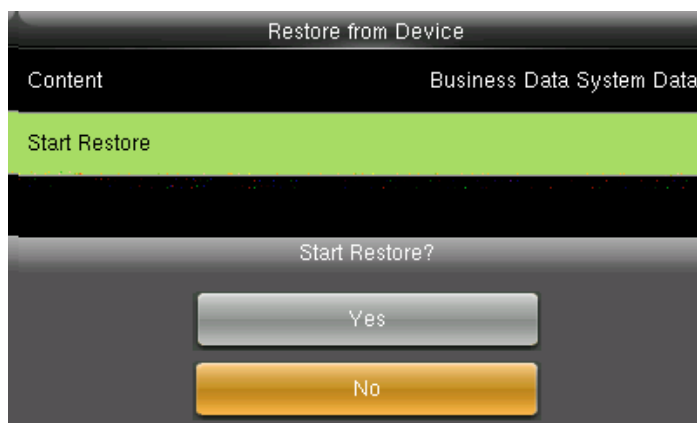 Restore from Device
Content Business Data System Data
Start Restore
Start Restore?
Yes
No